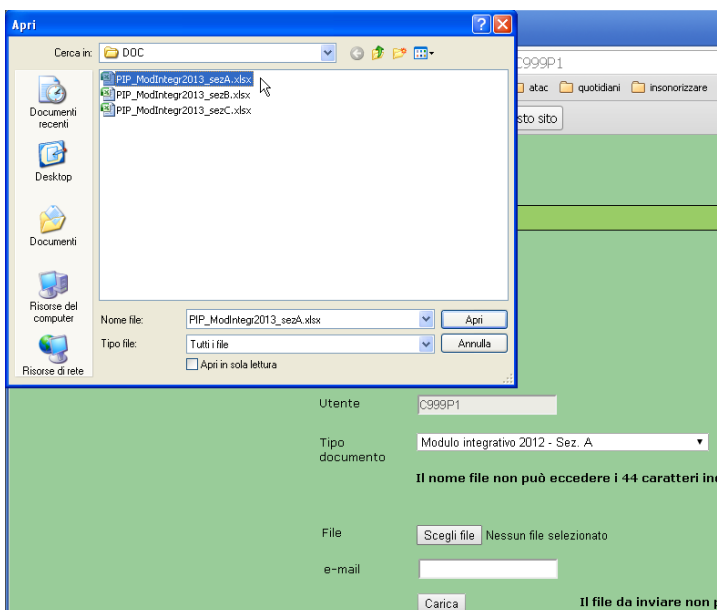 Apri
Cerca in:
DOC
PIP_ModIntegr2013_sezA.xlsx
PIP_ModIntegr2013_sezB.xlsx
PIP_ModIntegr2013_sezC.xlsx
Documenti
recenti
Desktop
Documenti
Risorse del
computer
Risorse di rete
Nome file:
PIP_ModIntegr2013_sezA.xlsx
Apri
Tipo file:
Tutti i file
Annulla
Apri in sola lettura
C999P1
atac
quotidiani
insonorizzare
sto sito
Utente
C999P1
Tipo
documento
Modulo integrativo 2012 - Sez. A
Il nome file non può eccedere i 44 caratteri in
File
Scegli file
Nessun file selezionato
e-mail
Carica
Il file da inviare non